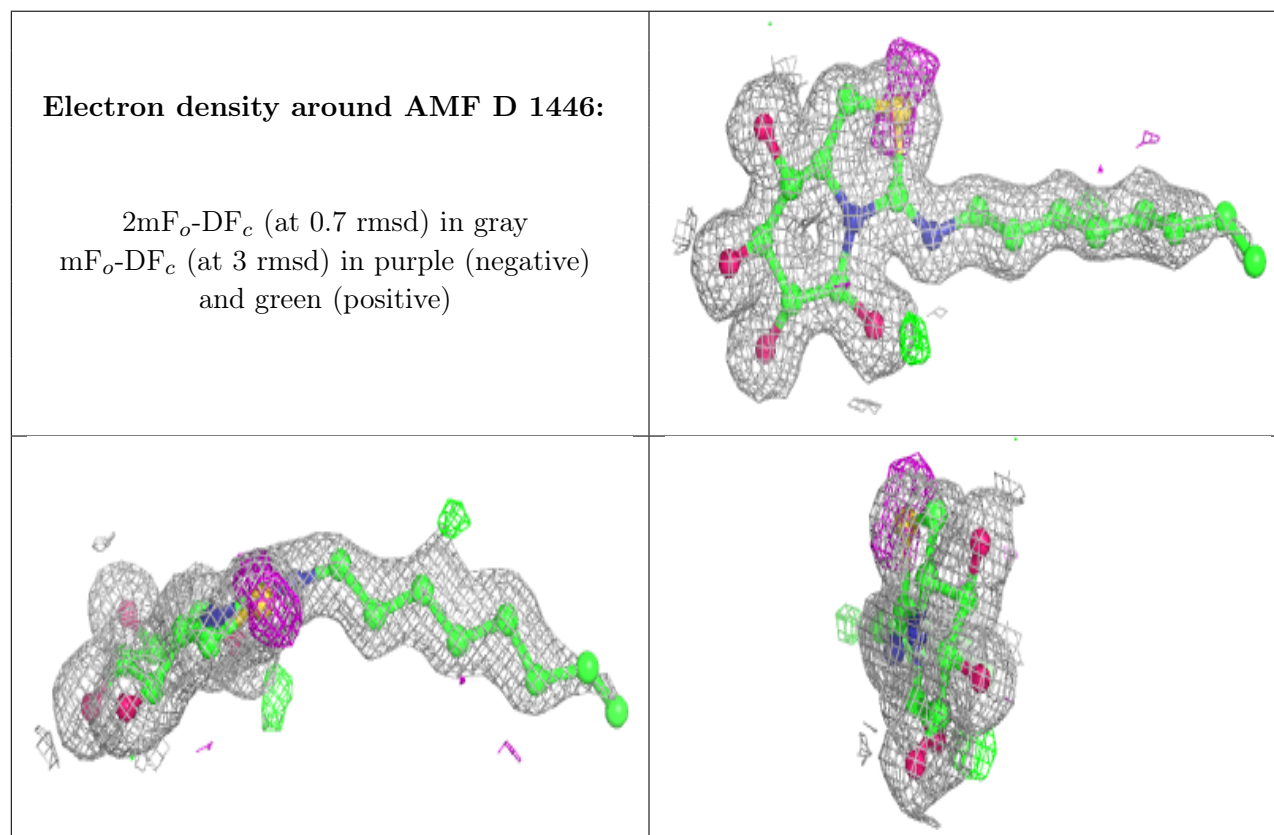 Electron density around AMF D 1446:
2mFₒ-DF𝒸 (at 0.7 rmsd) in gray
mFₒ-DF𝒸 (at 3 rmsd) in purple (negative)
and green (positive)